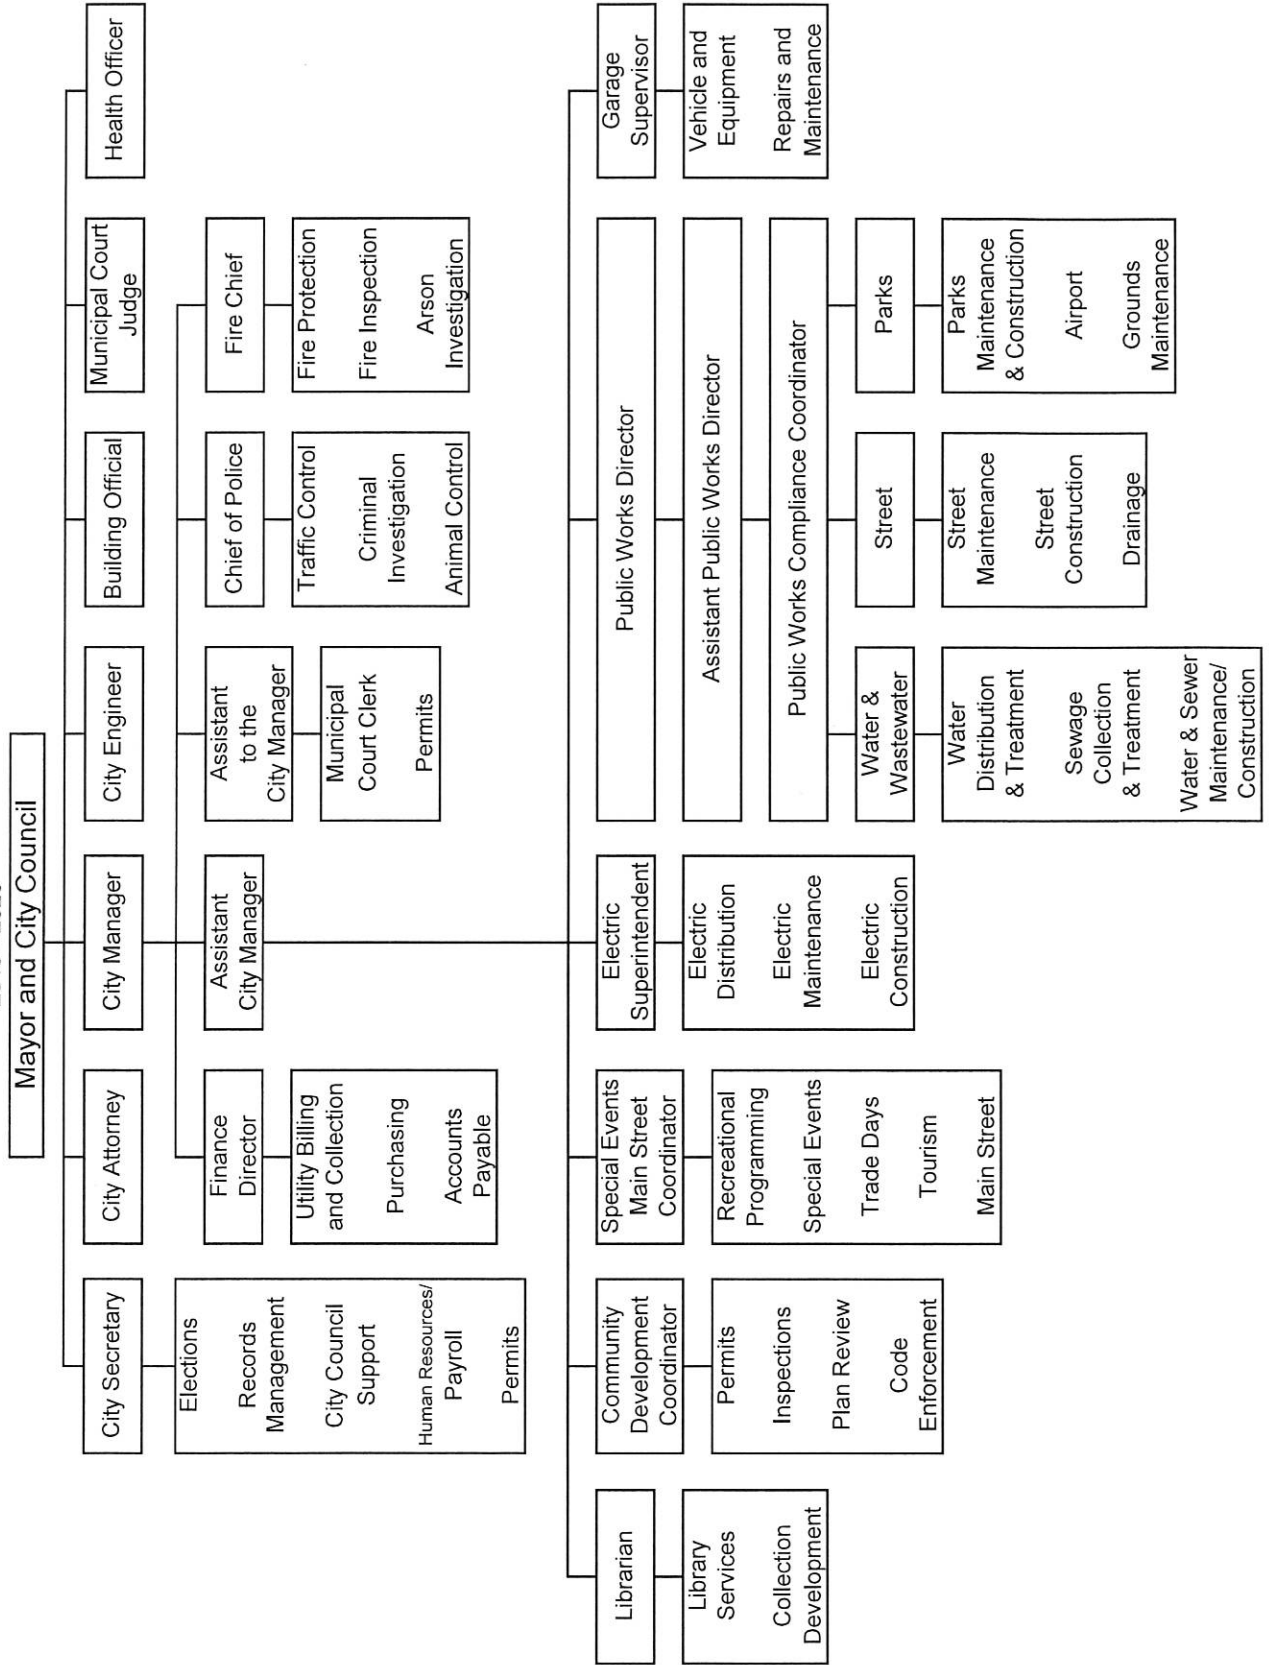 Mayor and City Council
City Secretary
City Attorney
City Manager
City Engineer
Building Official
Municipal Court
Judge
Health Officer
Elections
Records
Management
City Council
Support
Human Resources/
Payroll
Permits
Finance
Director
Utility Billing
and Collection
Purchasing
Accounts
Payable
Assistant
City Manager
Assistant
to the
City Manager
Municipal
Court Clerk
Permits
Chief of Police
Traffic Control
Criminal
Investigation
Animal Control
Fire Chief
Fire Protection
Fire Inspection
Arson
Investigation
Librarian
Library
Services
Collection
Development
Community
Development
Coordinator
Permits
Inspections
Plan Review
Code
Enforcement
Special Events
Main Street
Coordinator
Recreational
Programming
Special Events
Trade Days
Tourism
Main Street
Electric
Superintendent
Electric
Distribution
Electric
Maintenance
Electric
Construction
Public Works Director
Assistant Public Works Director
Public Works Compliance Coordinator
Water &
Wastewater
Water
Distribution
& Treatment
Sewage
Collection
& Treatment
Water & Sewer
Maintenance/
Construction
Street
Street
Maintenance
Street
Construction
Drainage
Parks
Parks
Maintenance
& Construction
Airport
Grounds
Maintenance
Garage
Supervisor
Vehicle and
Equipment
Repairs and
Maintenance